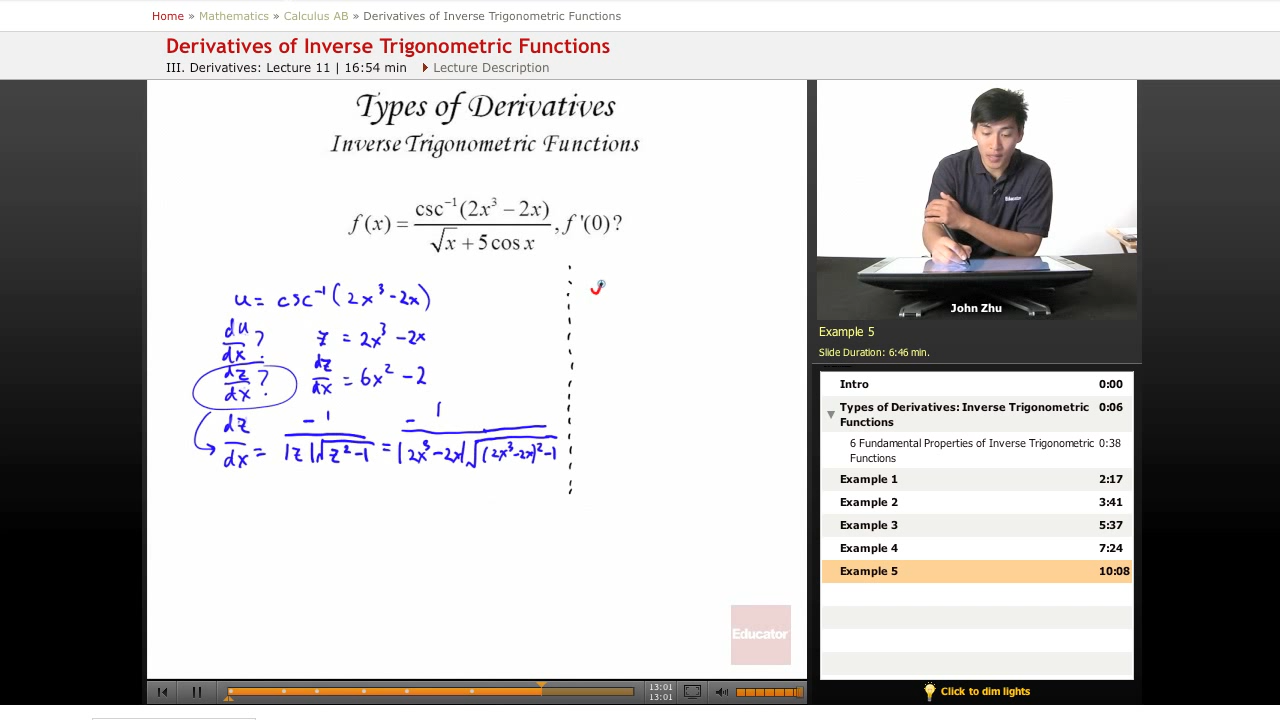 Home » Mathematics » Calculus AB » Derivatives of Inverse Trigonometric Functions
Derivatives of Inverse Trigonometric Functions
III. Derivatives: Lecture 11 | 16:54 min Lecture Description
Types of Derivatives
Inverse Trigonometric Functions
f(x) = csc⁻¹(2x³ − 2x) / √x + 5 cos x , f '(0)?
u = csc⁻¹(2x³ − 2x)
du/dx? z = 2x³ − 2x
dz/dx? dz/dx = 6x² − 2
dz/dx = −1 / |z|√z² − 1 = −1 / |2x³ − 2x|√(2x³ − 2x)² − 1
Educator
Educator
John Zhu
Example 5
Slide Duration: 6:46 min.
Intro 0:00
Types of Derivatives: Inverse Trigonometric 0:06
Functions
6 Fundamental Properties of Inverse Trigonometric 0:38
Functions
Example 1 2:17
Example 2 3:41
Example 3 5:37
Example 4 7:24
Example 5 10:08
13:01
13:01
Click to dim lights